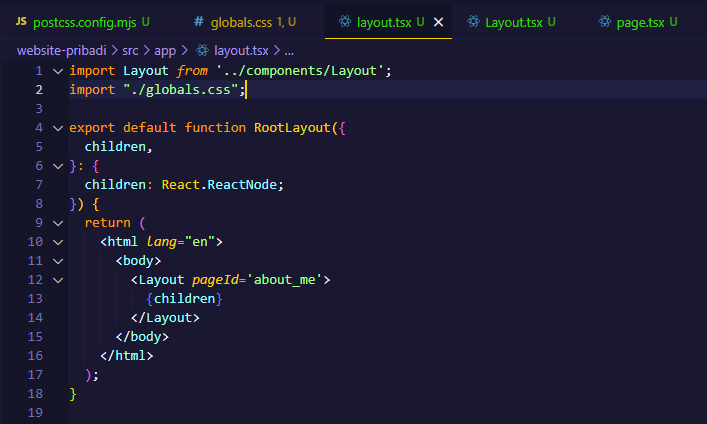 JS postcss.config.mjs U
# globals.css 1, U
layout.tsx U
Layout.tsx U
page.tsx U
website-pribadi > src > app > layout.tsx > ...
1 import Layout from '../components/Layout';
2 import "./globals.css";
3
4 export default function RootLayout({
5   children,
6 }: {
7   children: React.ReactNode;
8 }) {
9   return (
10     <html lang="en">
11       <body>
12         <Layout pageId='about_me'>
13           {children}
14         </Layout>
15       </body>
16     </html>
17   );
18 }
19